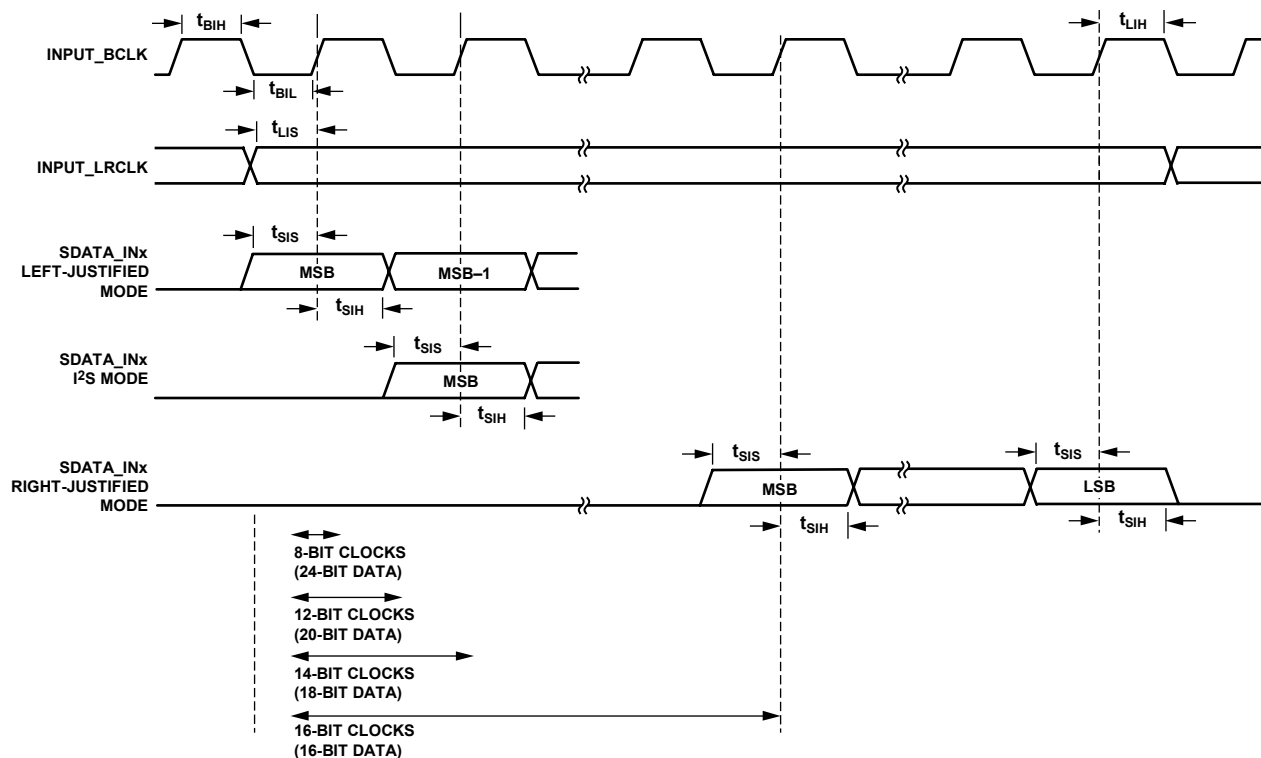 tBIH
tLIH
INPUT_BCLK
tBIL
tLIS
INPUT_LRCLK
tSIS
SDATA_INx
LEFT-JUSTIFIED
MODE
MSB
MSB–1
tSIH
SDATA_INx
I2S MODE
tSIS
MSB
tSIH
SDATA_INx
RIGHT-JUSTIFIED
MODE
tSIS
tSIS
MSB
LSB
tSIH
tSIH
8-BIT CLOCKS
(24-BIT DATA)
12-BIT CLOCKS
(20-BIT DATA)
14-BIT CLOCKS
(18-BIT DATA)
16-BIT CLOCKS
(16-BIT DATA)